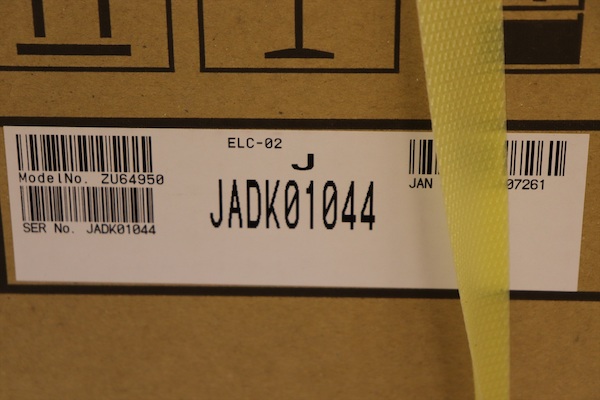 ELC-02
J
ModelNo. ZU64950
JADK01044
SER No. JADK01044
JAN 07261